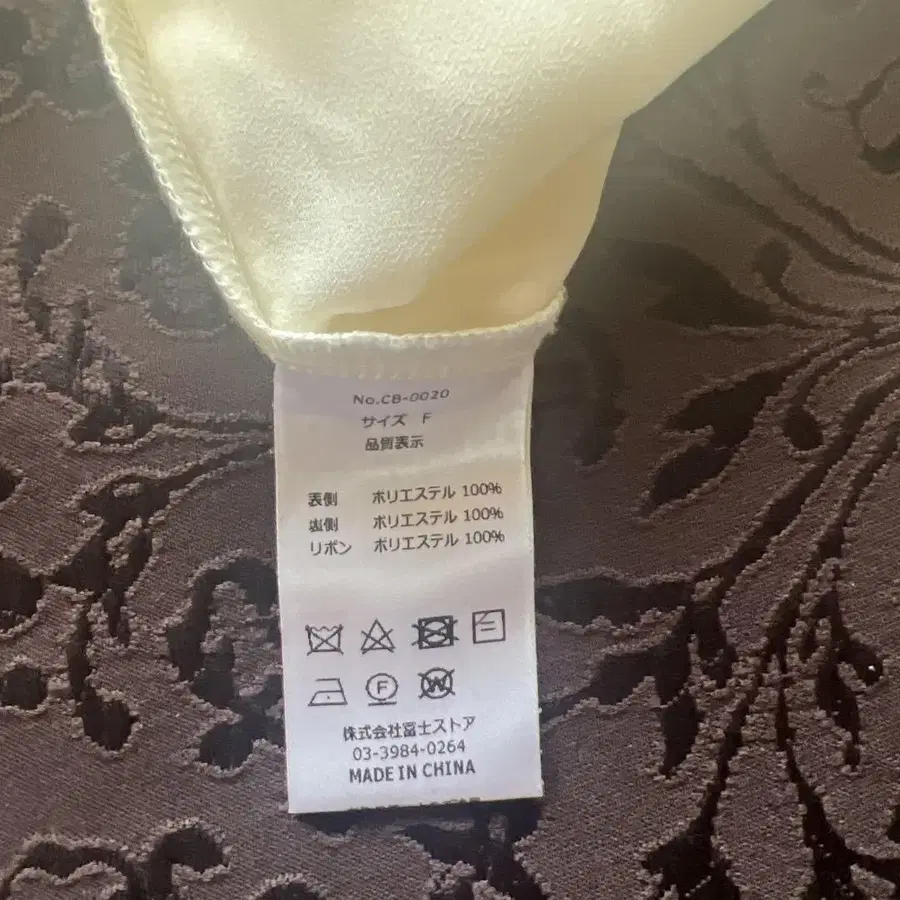 No.CB-0020
サイズ F
品質表示
表側 ポリエステル 100%
裏側 ポリエステル 100%
リボン ポリエステル 100%
F W
株式会社冨士ストア
03-3984-0264
MADE IN CHINA